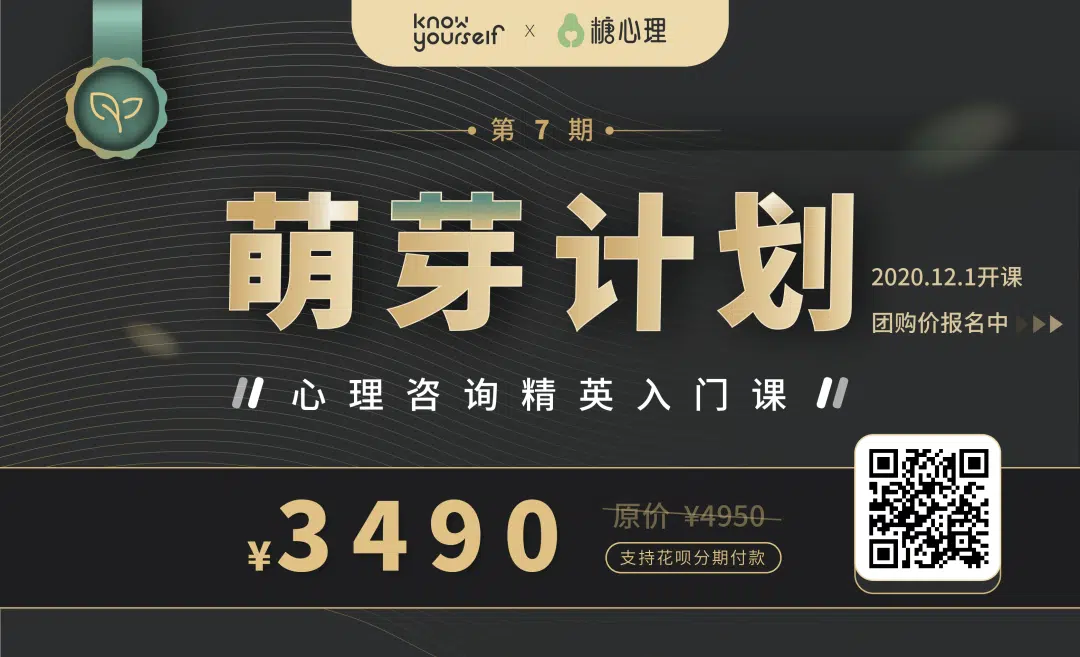 know yourself x 糖心理
第 7 期
萌芽计划
2020.12.1开课
团购价报名中
心理咨询精英入门课
¥3490
原价 ¥4950
支持花呗分期付款